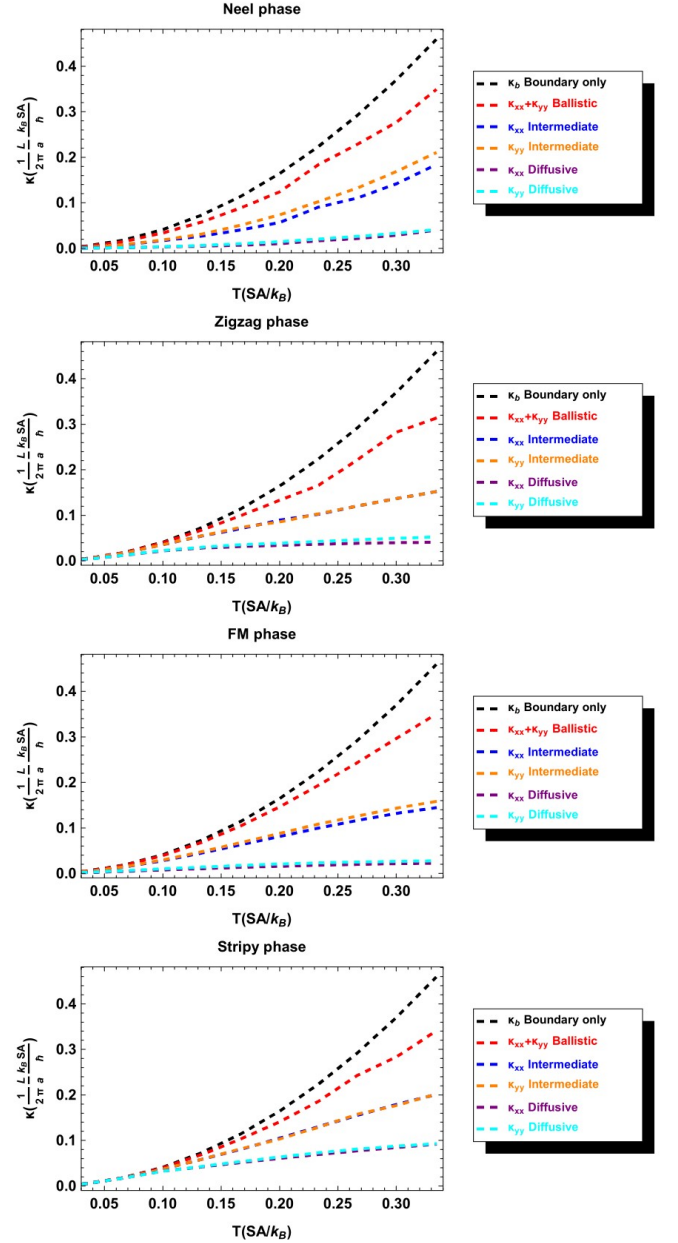 Neel phase
0.4
0.3
0.2
0.1
0.0
κ(1/2π L/a k_B SA/ħ)
0.05 0.10 0.15 0.20 0.25 0.30
T(SA/k_B)
κ_b Boundary only
κ_xx+κ_yy Ballistic
κ_xx Intermediate
κ_yy Intermediate
κ_xx Diffusive
κ_yy Diffusive
Zigzag phase
0.4
0.3
0.2
0.1
0.0
κ(1/2π L/a k_B SA/ħ)
0.05 0.10 0.15 0.20 0.25 0.30
T(SA/k_B)
κ_b Boundary only
κ_xx+κ_yy Ballistic
κ_xx Intermediate
κ_yy Intermediate
κ_xx Diffusive
κ_yy Diffusive
FM phase
0.4
0.3
0.2
0.1
0.0
κ(1/2π L/a k_B SA/ħ)
0.05 0.10 0.15 0.20 0.25 0.30
T(SA/k_B)
κ_b Boundary only
κ_xx+κ_yy Ballistic
κ_xx Intermediate
κ_yy Intermediate
κ_xx Diffusive
κ_yy Diffusive
Stripy phase
0.4
0.3
0.2
0.1
0.0
κ(1/2π L/a k_B SA/ħ)
0.05 0.10 0.15 0.20 0.25 0.30
T(SA/k_B)
κ_b Boundary only
κ_xx+κ_yy Ballistic
κ_xx Intermediate
κ_yy Intermediate
κ_xx Diffusive
κ_yy Diffusive